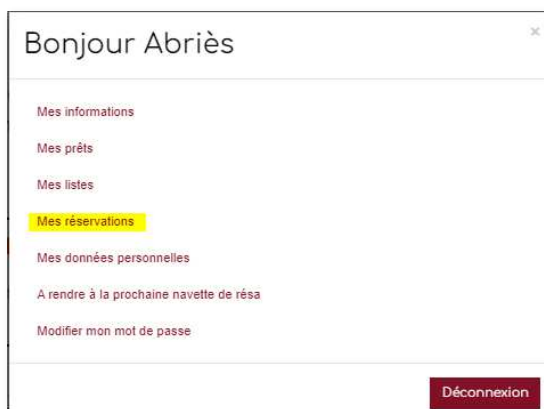 Bonjour Abriès
×
Mes informations
Mes prêts
Mes listes
Mes réservations
Mes données personnelles
A rendre à la prochaine navette de résa
Modifier mon mot de passe
Déconnexion